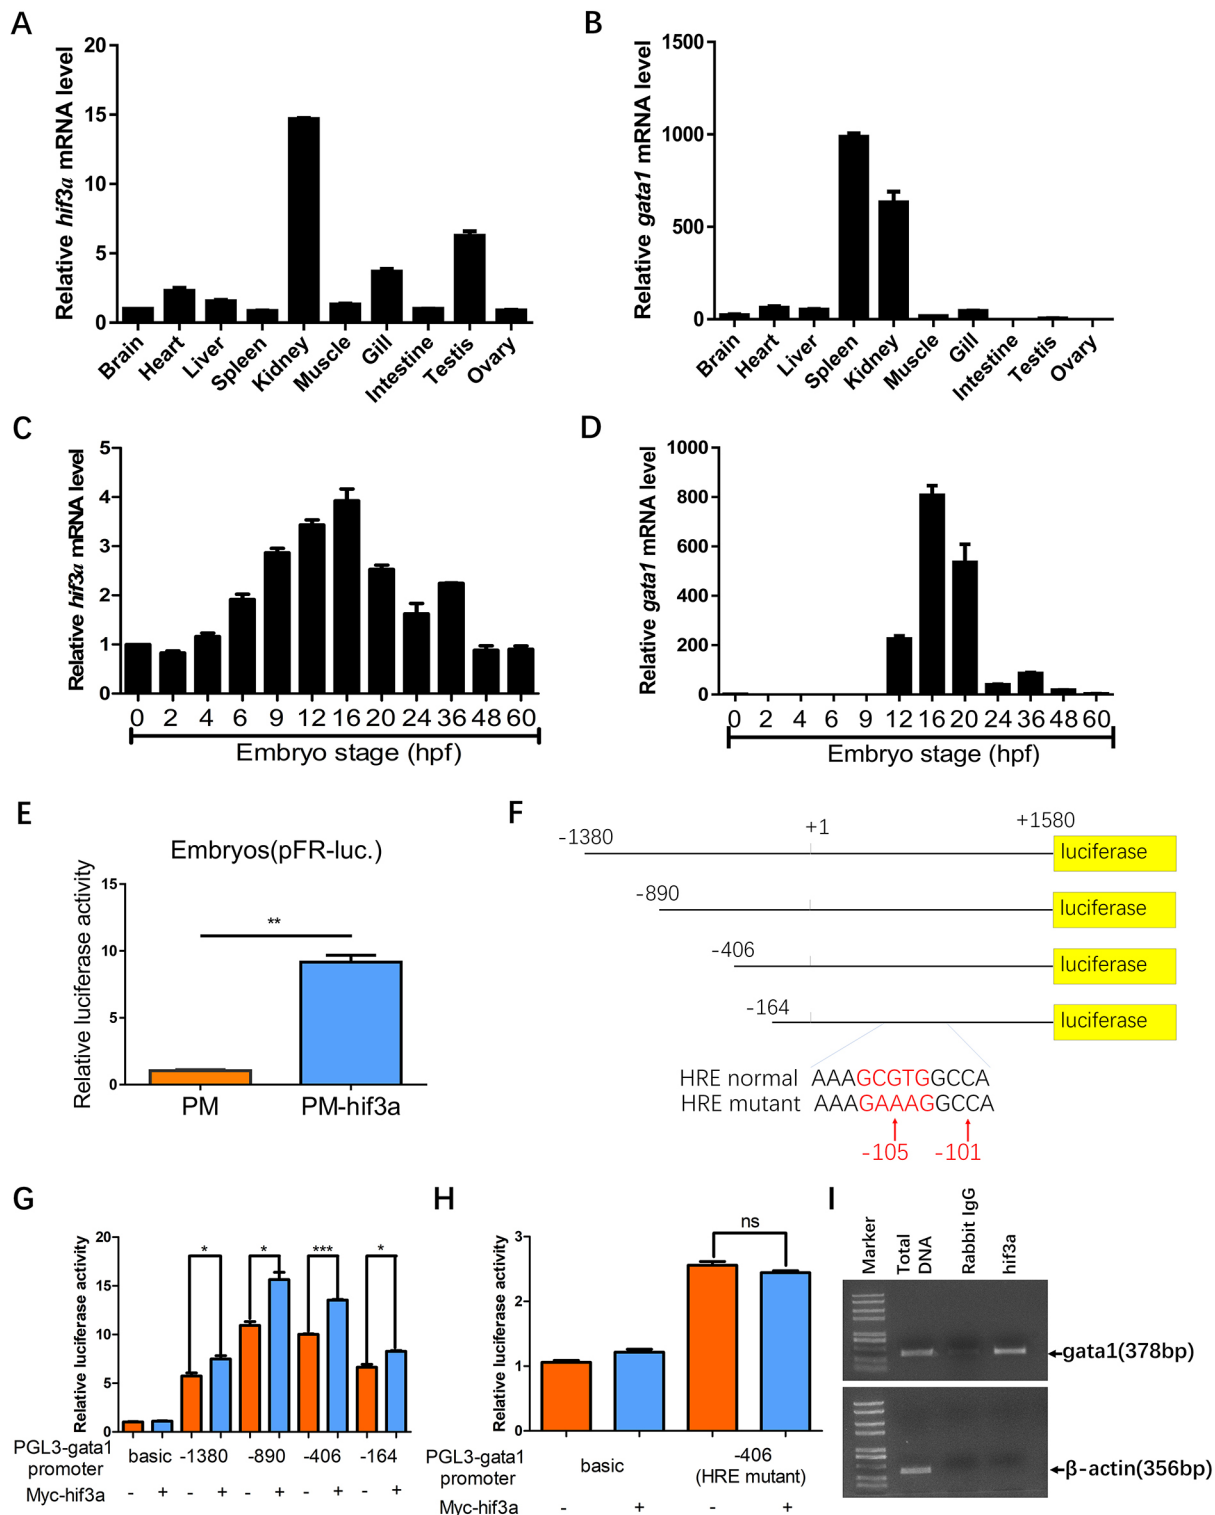 A
Relative hif3α mRNA level
20
15
10
5
0
Brain
Heart
Liver
Spleen
Kidney
Muscle
Gill
Intestine
Testis
Ovary
B
Relative gata1 mRNA level
1500
1000
500
0
Brain
Heart
Liver
Spleen
Kidney
Muscle
Gill
Intestine
Testis
Ovary
C
Relative hif3α mRNA level
5
4
3
2
1
0
0 2 4 6 9 12 16 20 24 36 48 60
Embryo stage (hpf)
D
Relative gata1 mRNA level
1000
800
600
400
200
0
0 2 4 6 9 12 16 20 24 36 48 60
Embryo stage (hpf)
E
Embryos(pFR-luc.)
Relative luciferase activity
15
10
5
0
**
PM PM-hif3a
F
-1380 +1 +1580
luciferase
-890
luciferase
-406
luciferase
-164
luciferase
HRE normal AAAGCGTGGCCA
HRE mutant AAAGAAAGGCCA
-105 -101
G
Relative luciferase activity
20
15
10
5
0
* * *** *
PGL3-gata1 promoter
basic -1380 -890 -406 -164
Myc-hif3a - + - + - + - + - +
H
Relative luciferase activity
3
2
1
0
ns
PGL3-gata1 promoter
basic -406 (HRE mutant)
Myc-hif3a - + - +
I
Marker
Total DNA
Rabbit IgG
hif3a
gata1(378bp)
β-actin(356bp)